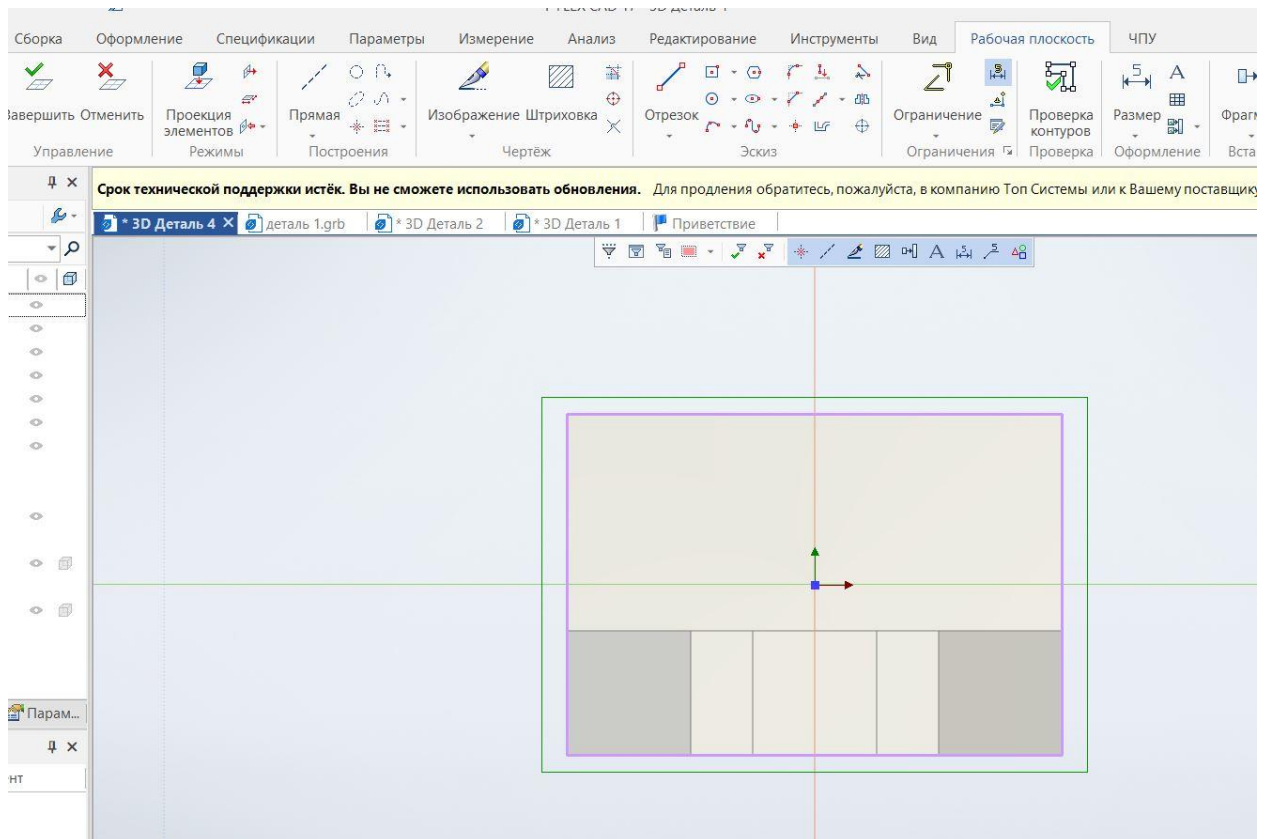 Сборка Оформление Спецификации Параметры Измерение Анализ Редактирование Инструменты Вид Рабочая плоскость ЧПУ
Завершить Отменить Проекция элементов Прямая Изображение Штриховка Отрезок Ограничение Проверка контуров Размер
Управление Режимы Построения Чертёж Эскиз Ограничения Проверка Оформление
Срок технической поддержки истёк. Вы не сможете использовать обновления. Для продления обратитесь, пожалуйста, в компанию Топ Системы или к Вашему поставщику
* 3D Деталь 4 деталь 1.grb * 3D Деталь 2 * 3D Деталь 1 Приветствие
Парам...